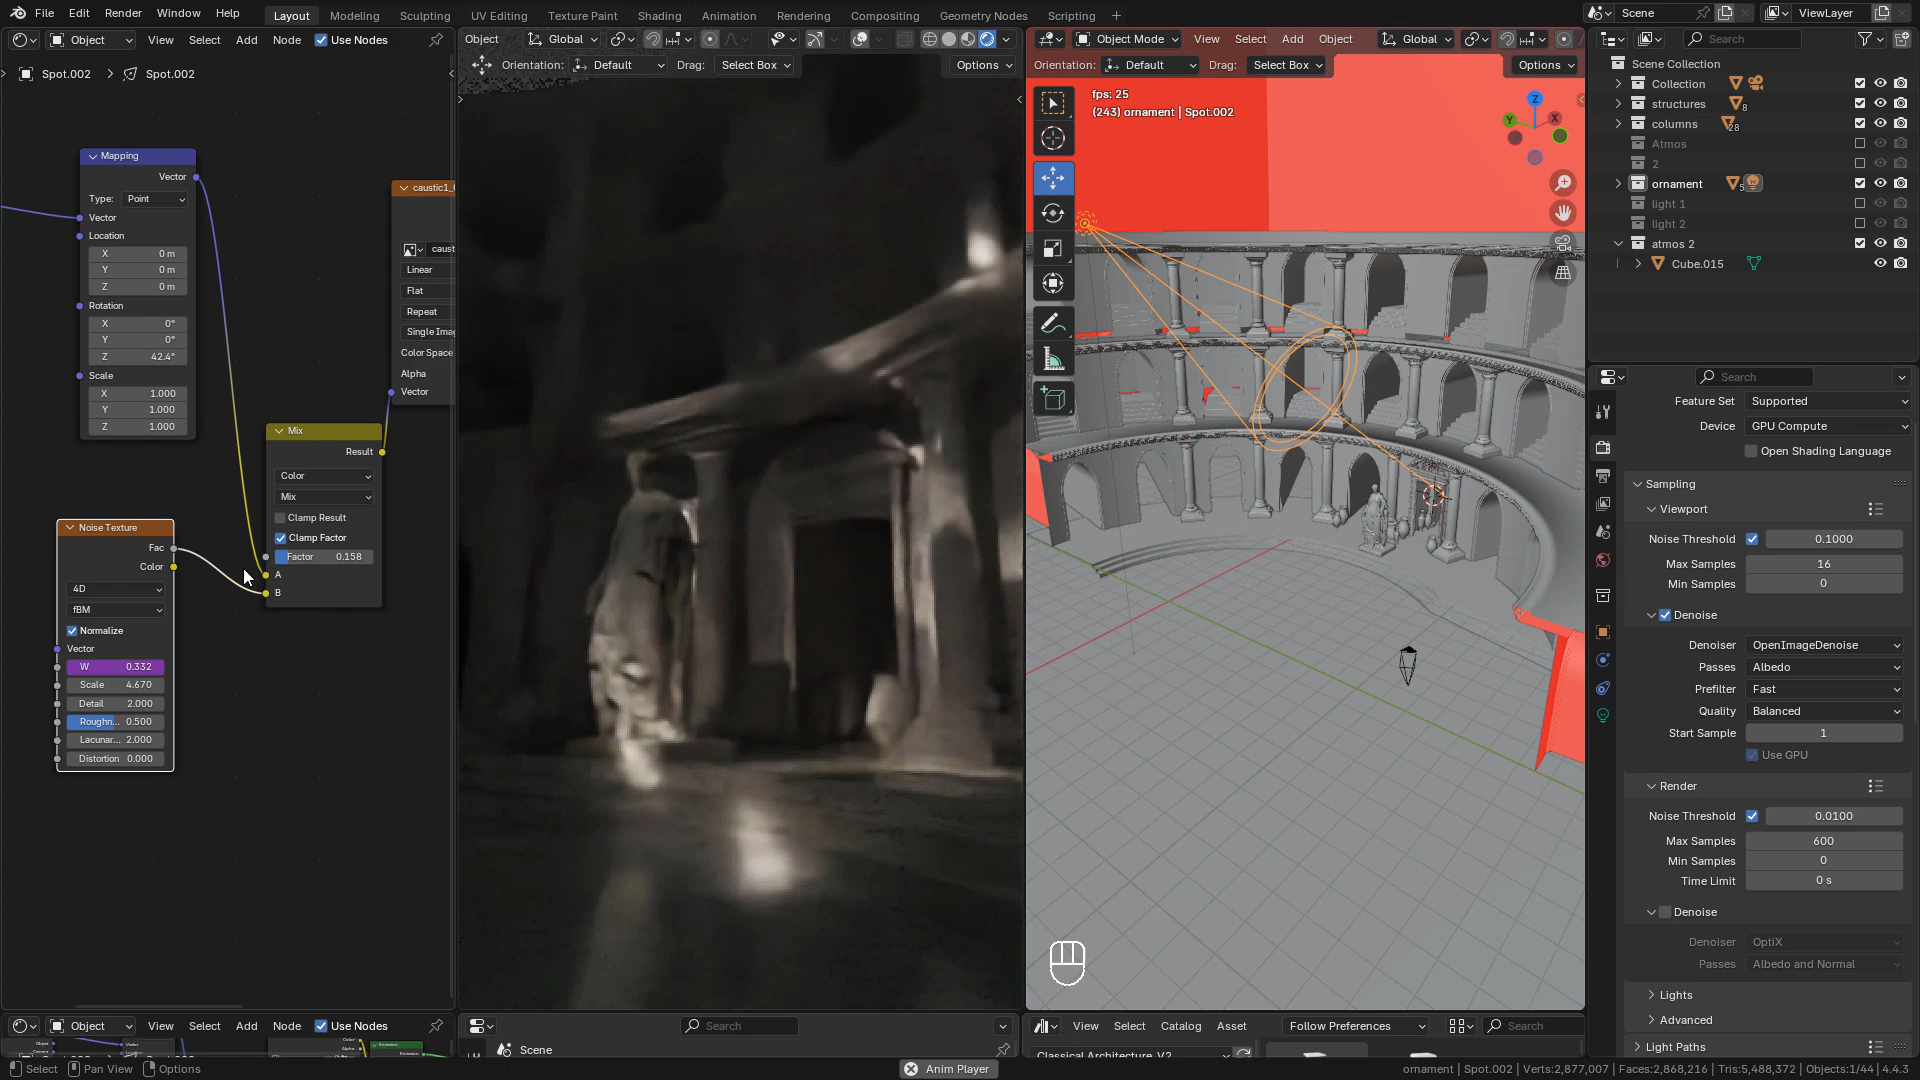 File Edit Render Window Help
Layout Modeling Sculpting UV Editing Texture Paint Shading Animation Rendering Compositing Geometry Nodes Scripting +
Scene
ViewLayer
Object View Select Add Node Use Nodes
Spot.002 Spot.002
Mapping
Vector
Type: Point
Vector
Location
X 0 m
Y 0 m
Z 0 m
Rotation
X 0°
Y 0°
Z 42.4°
Scale
X 1.000
Y 1.000
Z 1.000
caustic1_
caust
Linear
Flat
Repeat
Single Imag
Color Space
Alpha
Vector
Mix
Result
Color
Mix
Clamp Result
Clamp Factor
Factor 0.158
A
B
Noise Texture
Fac
Color
4D
fBM
Normalize
Vector
W 0.332
Scale 4.670
Detail 2.000
Roughn... 0.500
Lacunar... 2.000
Distortion 0.000
Object View Select Add Node Use Nodes
Object Global
Orientation: Default Drag: Select Box Options
Search
Scene
Object Mode View Select Add Object Global
Orientation: Default Drag: Select Box Options
fps: 25
(243) ornament | Spot.002
Z
Y
X
View Select Catalog Asset Follow Preferences Search
Classical Architecture V2
Search
Scene Collection
Collection
structures 8
columns 28
Atmos
2
ornament 5
light 1
light 2
atmos 2
Cube.015
Search
Feature Set Supported
Device GPU Compute
Open Shading Language
Sampling
Viewport
Noise Threshold 0.1000
Max Samples 16
Min Samples 0
Denoise
Denoiser OpenImageDenoise
Passes Albedo
Prefilter Fast
Quality Balanced
Start Sample 1
Use GPU
Render
Noise Threshold 0.0100
Max Samples 600
Min Samples 0
Time Limit 0 s
Denoise
Denoiser OptiX
Passes Albedo and Normal
Lights
Advanced
Light Paths
Select Pan View Options
Anim Player
ornament | Spot.002 | Verts:2,877,007 | Faces:2,868,216 | Tris:5,488,372 | Objects:1/44 | 4.4.3